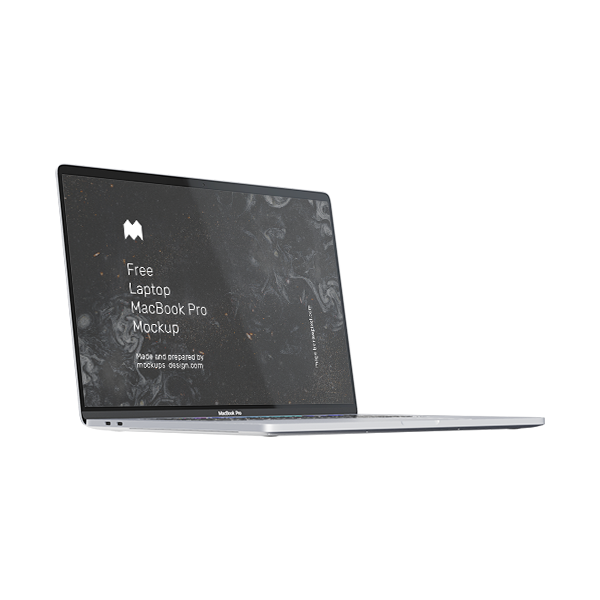 Free
Laptop
MacBook Pro
Mockup
Made and prepared by
mockups-design.com
MacBook Pro